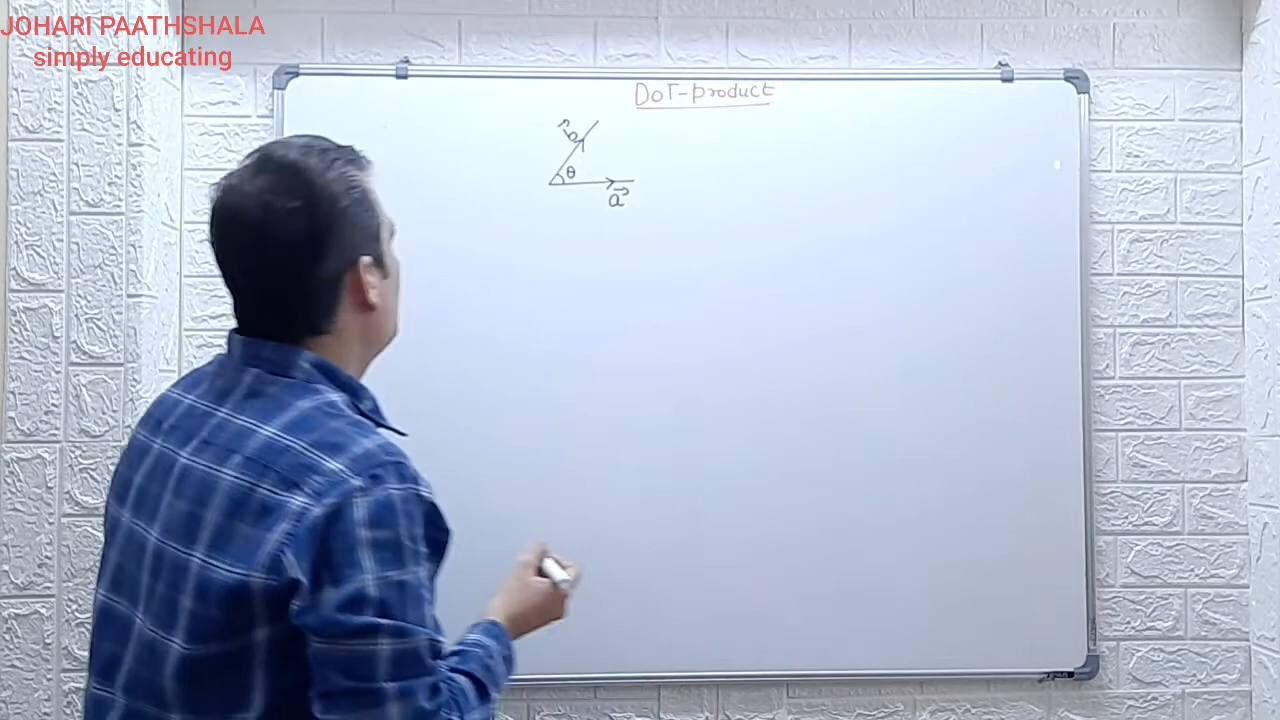 JOHARI PAATHSHALA
simply educating
DoT-product
b⃗
θ
a⃗